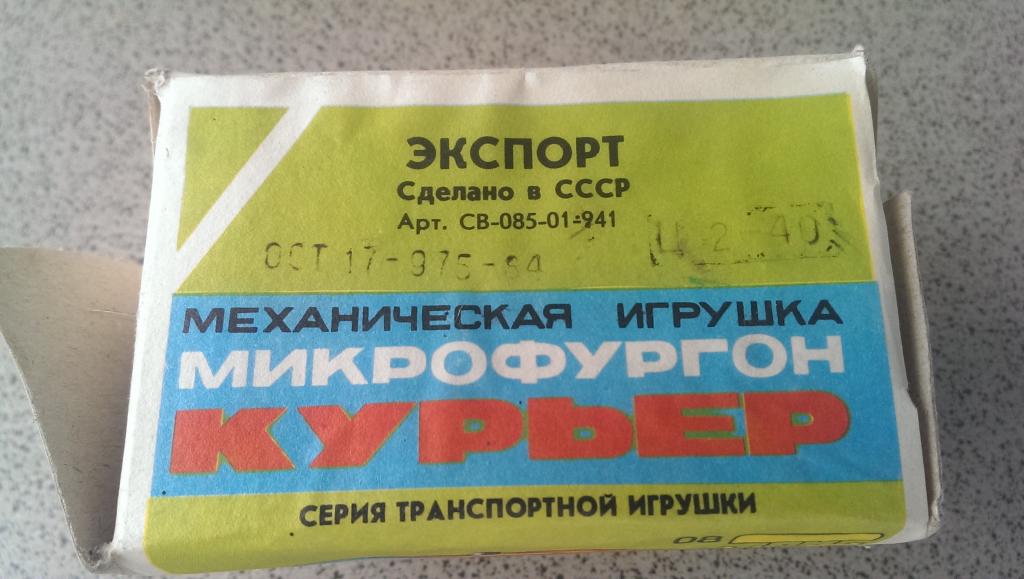 ЭКСПОРТ
Сделано в СССР
Арт. СВ-085-01-941
Ц. 2-40
ОСТ 17-975-84
МЕХАНИЧЕСКАЯ ИГРУШКА
МИКРОФУРГОН
КУРЬЕР
СЕРИЯ ТРАНСПОРТНОЙ ИГРУШКИ
08